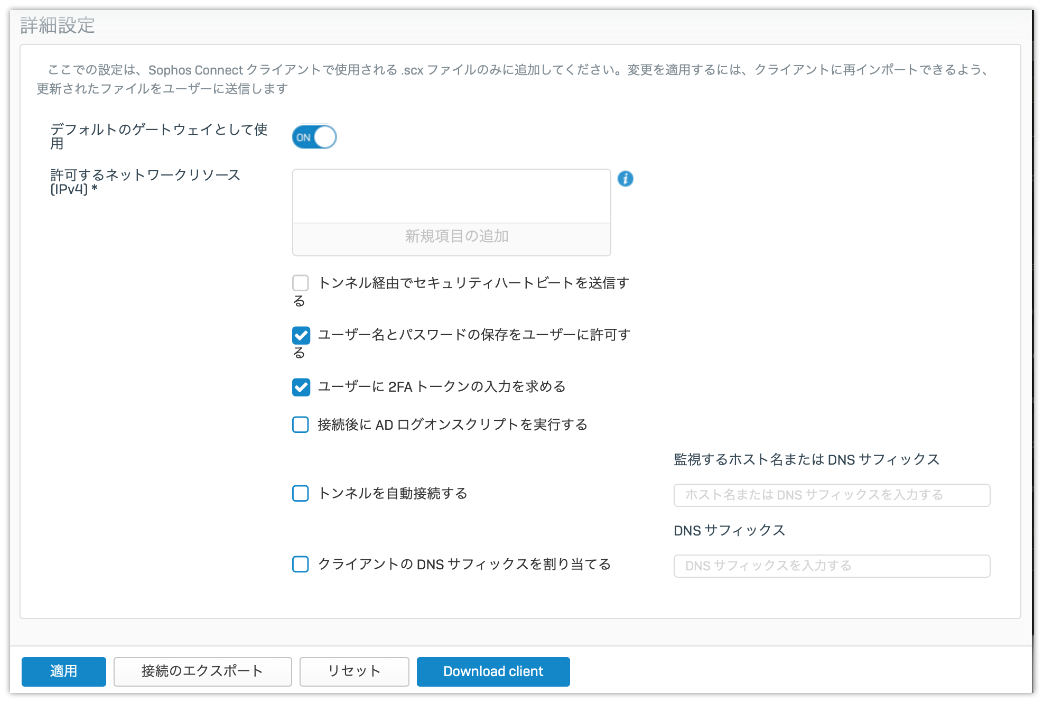 詳細設定
ここでの設定は、Sophos Connect クライアントで使用される .scx ファイルのみに追加してください。変更を適用するには、クライアントに再インポートできるよう、
更新されたファイルをユーザーに送信します
デフォルトのゲートウェイとして使
用
ON
許可するネットワークリソース
(IPv4) *
新規項目の追加
トンネル経由でセキュリティハートビートを送信す
る
ユーザー名とパスワードの保存をユーザーに許可す
る
ユーザーに 2FA トークンの入力を求める
接続後に AD ログオンスクリプトを実行する
監視するホスト名または DNS サフィックス
トンネルを自動接続する
ホスト名または DNS サフィックスを入力する
DNS サフィックス
クライアントの DNS サフィックスを割り当てる
DNS サフィックスを入力する
適用
接続のエクスポート
リセット
Download client